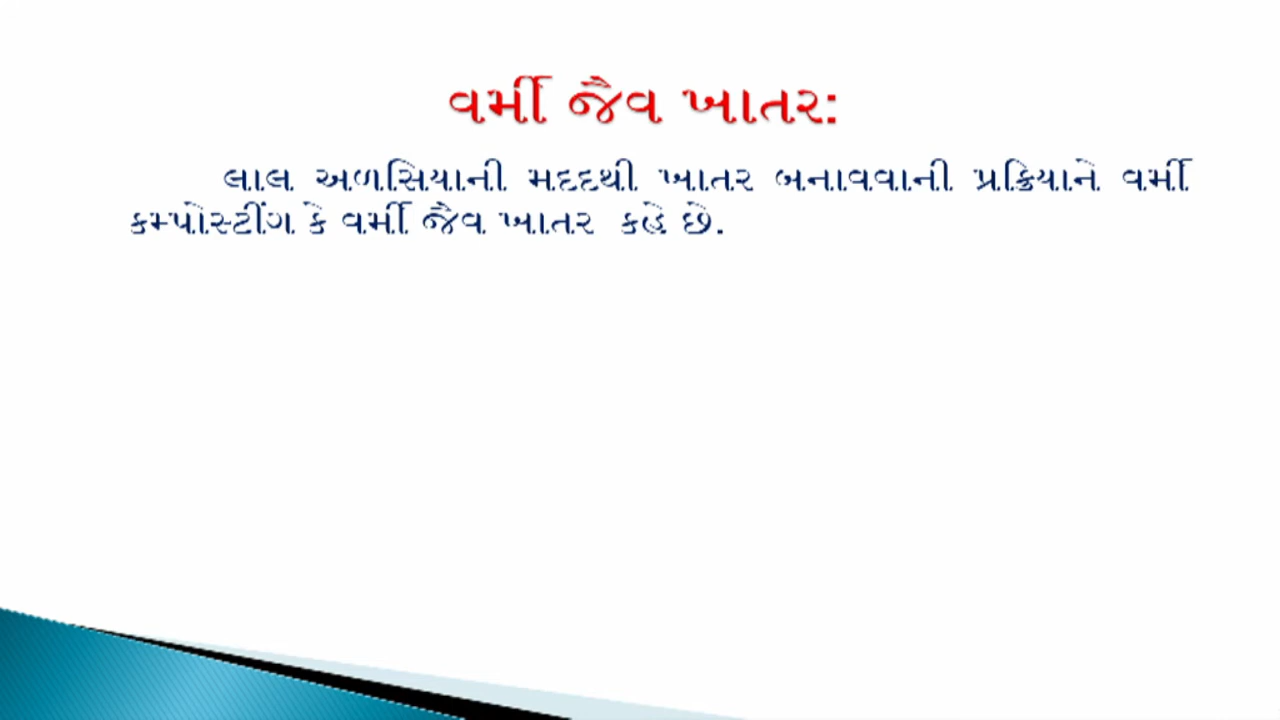 વર્મી જૈવ ખાતર:
લાલ અળસિયાની મદદથી ખાતર બનાવવાની પ્રક્રિયાને વર્મી
કમ્પોસ્ટીંગ કે વર્મી જૈવ ખાતર કહે છે.